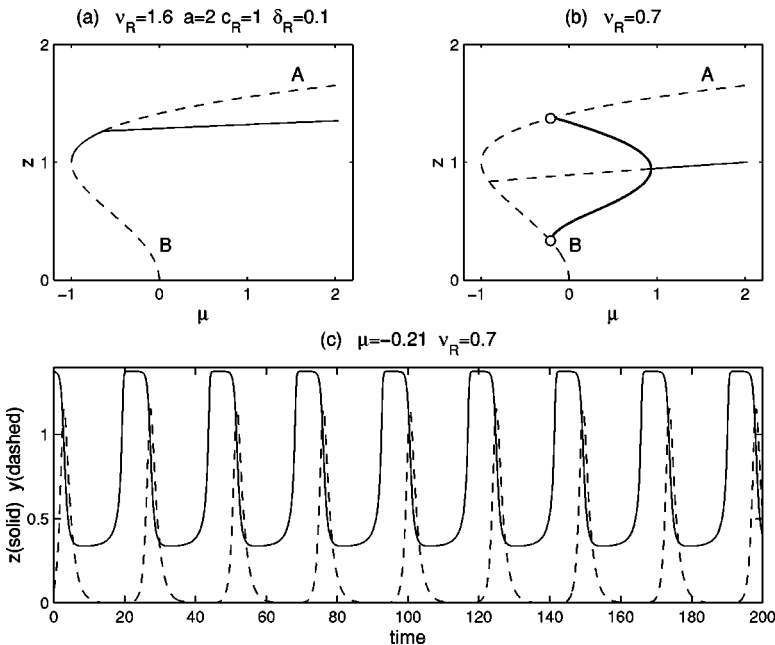 (a) ν_R=1.6 a=2 c_R=1 δ_R=0.1
(b) ν_R=0.7
2
1
0
z
A
B
-1
0
1
2
μ
2
1
0
z
A
B
-1
0
1
2
μ
(c) μ=-0.21 ν_R=0.7
z(solid) y(dashed)
1
0.5
0
0
20
40
60
80
100
120
140
160
180
200
time